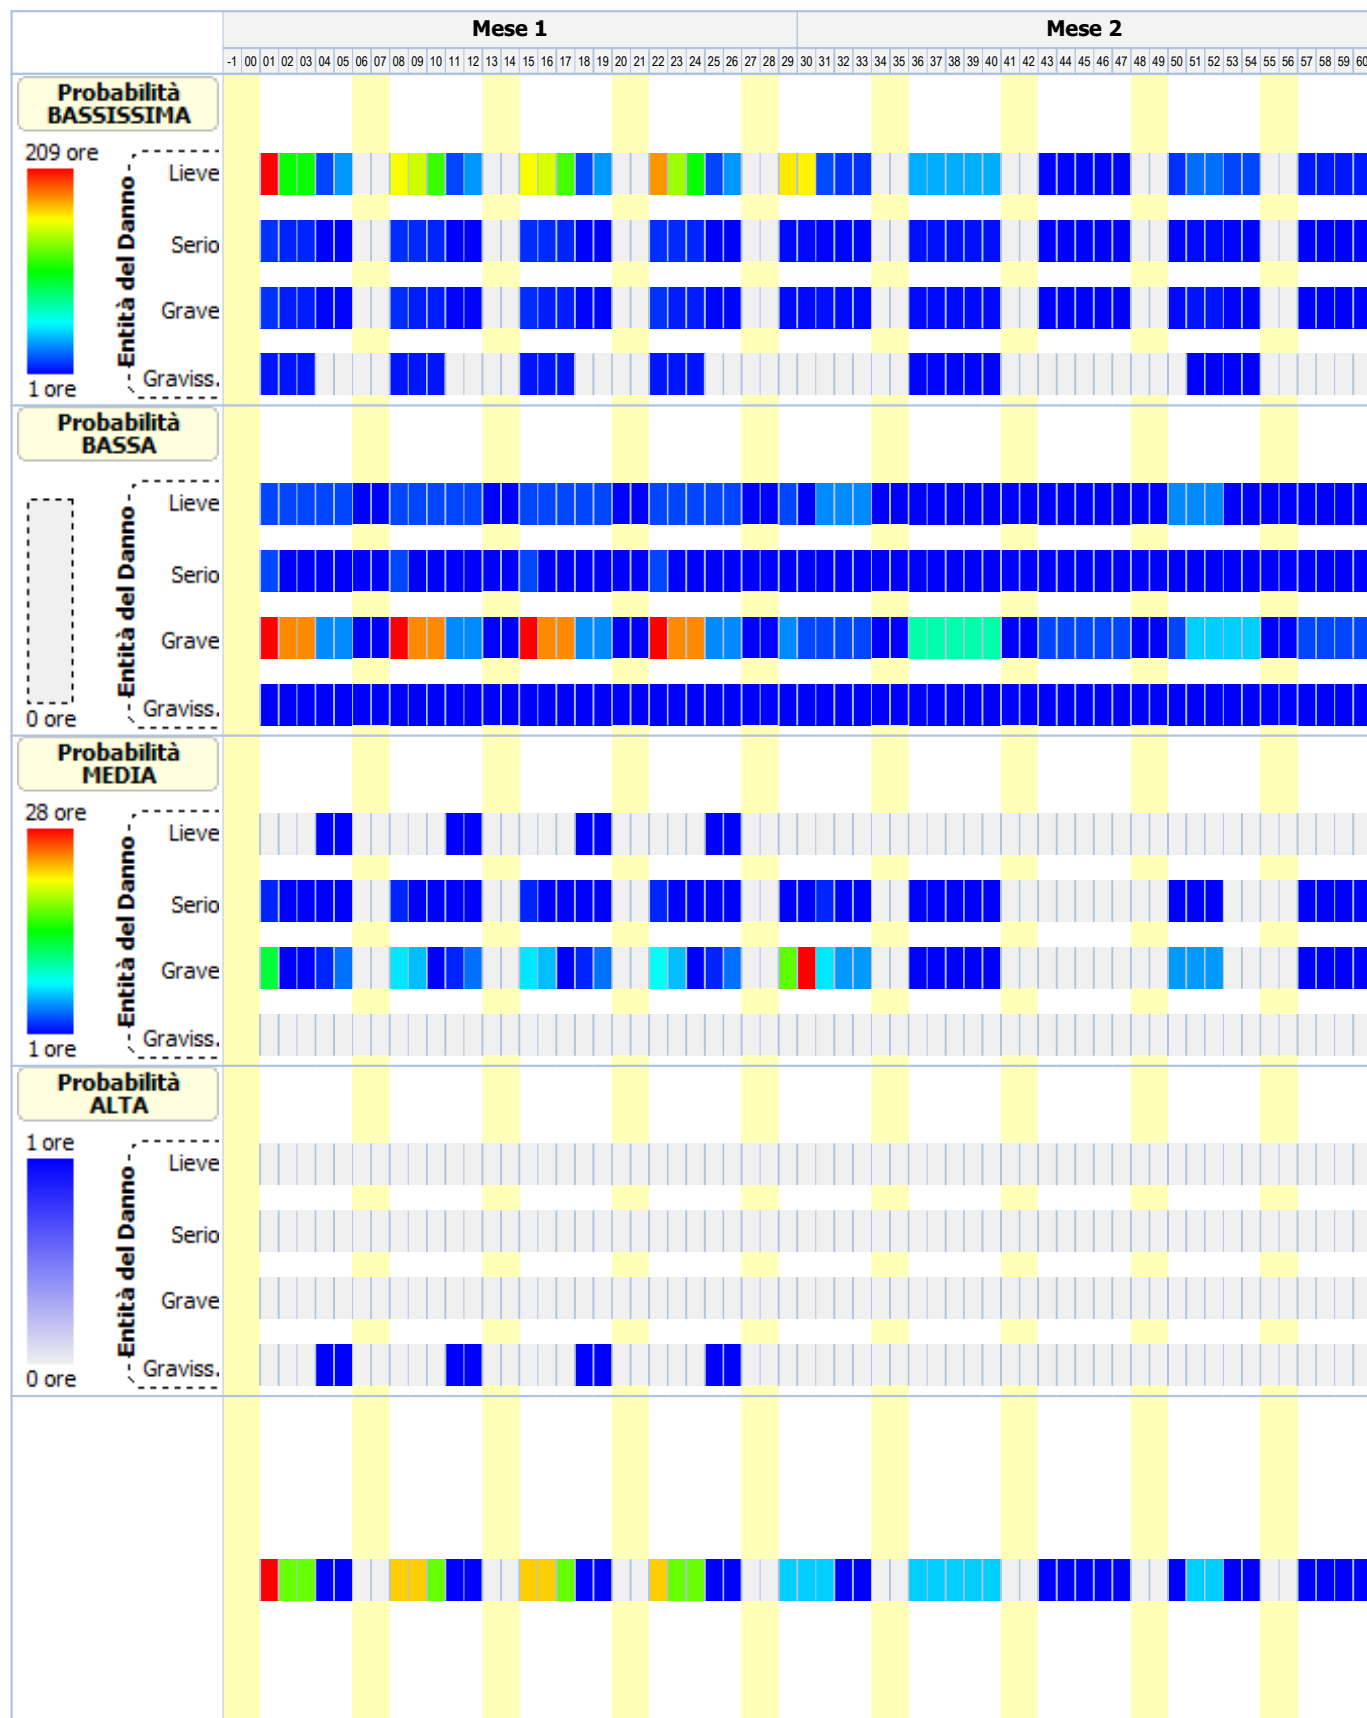 Mese 1 Mese 2
-1 00 01 02 03 04 05 06 07 08 09 10 11 12 13 14 15 16 17 18 19 20 21 22 23 24 25 26 27 28 29 30 31 32 33 34 35 36 37 38 39 40 41 42 43 44 45 46 47 48 49 50 51 52 53 54 55 56 57 58 59 60
Probabilità
BASSISSIMA
209 ore
1 ore
Entità del Danno
Lieve
Serio
Grave
Graviss.
Probabilità
BASSA
0 ore
Entità del Danno
Lieve
Serio
Grave
Graviss.
Probabilità
MEDIA
28 ore
1 ore
Entità del Danno
Lieve
Serio
Grave
Graviss.
Probabilità
ALTA
1 ore
0 ore
Entità del Danno
Lieve
Serio
Grave
Graviss.